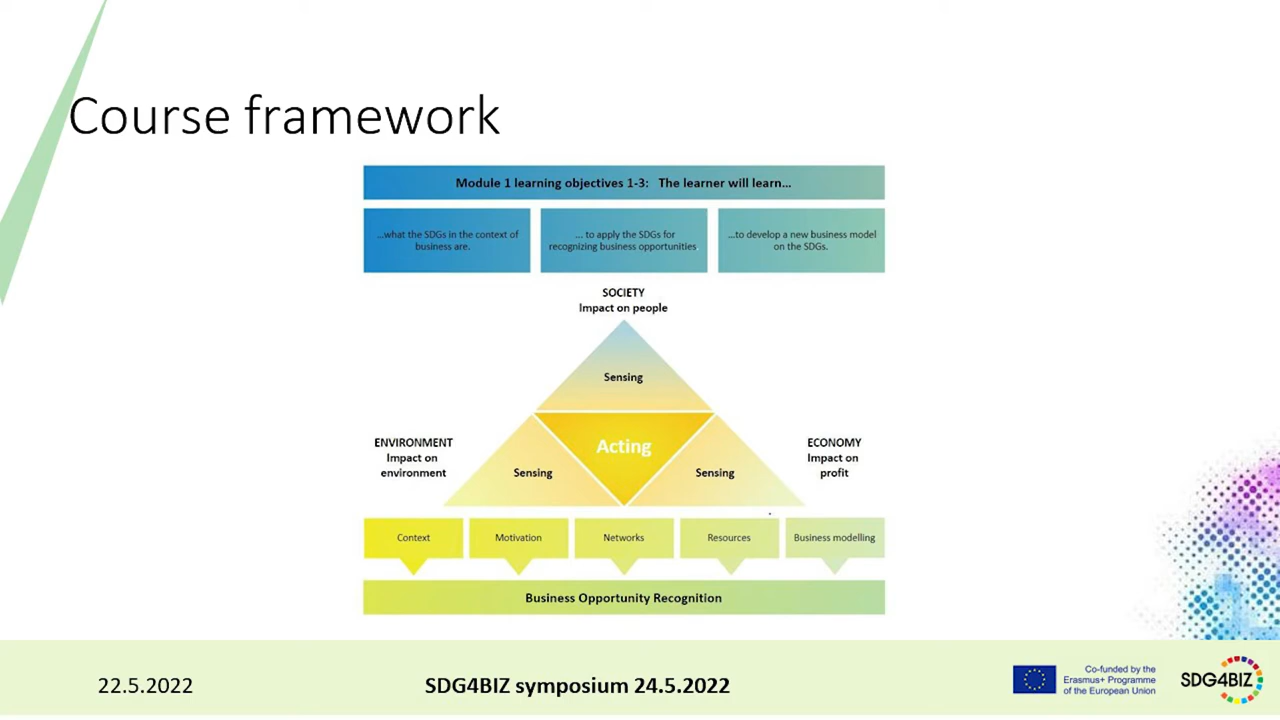 Course framework
Module 1 learning objectives 1-3: The learner will learn...
...what the SDGs in the context of
business are.
... to apply the SDGs for
recognizing business opportunities.
...to develop a new business model
on the SDGs.
SOCIETY
Impact on people
Sensing
Acting
ENVIRONMENT
Impact on
environment
Sensing
Sensing
ECONOMY
Impact on
profit
Context
Motivation
Networks
Resources
Business modelling
Business Opportunity Recognition
22.5.2022
SDG4BIZ symposium 24.5.2022
Co-funded by the
Erasmus+ Programme
of the European Union
SDG4BIZ